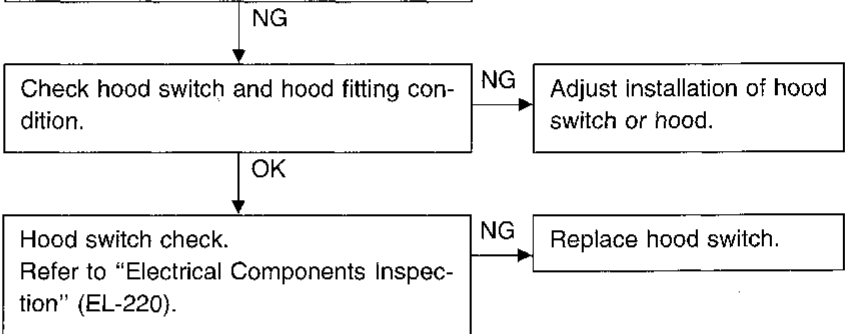 NG
Check hood switch and hood fitting con-
dition.
NG
Adjust installation of hood
switch or hood.
OK
Hood switch check.
Refer to “Electrical Components Inspec-
tion” (EL-220).
NG
Replace hood switch.